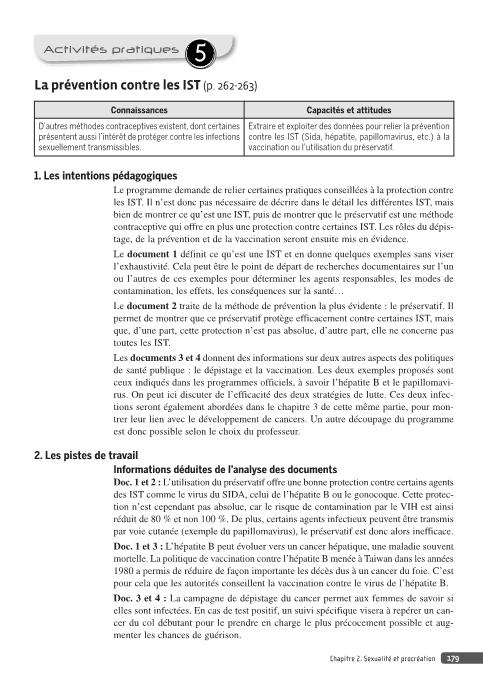 Activités pratiques 5
La prévention contre les IST (p. 262-263)
Connaissances
Capacités et attitudes
D'autres méthodes contraceptives existent, dont certaines
présentent aussi l'intérêt de protéger contre les infections
sexuellement transmissibles.
Extraire et exploiter des données pour relier la prévention
contre les IST (Sida, hépatite, papillomavirus, etc.) à la
vaccination ou l'utilisation du préservatif.
1. Les intentions pédagogiques
Le programme demande de relier certaines pratiques conseillées à la protection contre
les IST. Il n'est donc pas nécessaire de décrire dans le détail les différentes IST, mais
bien de montrer ce qu'est une IST, puis de montrer que le préservatif est une méthode
contraceptive qui offre en plus une protection contre certaines IST. Les rôles du dépis-
tage, de la prévention et de la vaccination seront ensuite mis en évidence.
Le document 1 définit ce qu'est une IST et en donne quelques exemples sans viser
l'exhaustivité. Cela peut être le point de départ de recherches documentaires sur l'un
ou l'autre de ces exemples pour déterminer les agents responsables, les modes de
contamination, les effets, les conséquences sur la santé…
Le document 2 traite de la méthode de prévention la plus évidente : le préservatif. Il
permet de montrer que ce préservatif protège efficacement contre certaines IST, mais
que, d'une part, cette protection n'est pas absolue, d'autre part, elle ne concerne pas
toutes les IST.
Les documents 3 et 4 donnent des informations sur deux autres aspects des politiques
de santé publique : le dépistage et la vaccination. Les deux exemples proposés sont
ceux indiqués dans les programmes officiels, à savoir l'hépatite B et le papillomavi-
rus. On peut ici discuter de l'efficacité des deux stratégies de lutte. Ces deux infec-
tions seront également abordées dans le chapitre 3 de cette même partie, pour mon-
trer leur lien avec le développement de cancers. Un autre découpage du programme
est donc possible selon le choix du professeur.
2. Les pistes de travail
Informations déduites de l'analyse des documents
Doc. 1 et 2 : L'utilisation du préservatif offre une bonne protection contre certains agents
des IST comme le virus du SIDA, celui de l'hépatite B ou le gonocoque. Cette protec-
tion n'est cependant pas absolue, car le risque de contamination par le VIH est ainsi
réduit de 80 % et non 100 %. De plus, certains agents infectieux peuvent être transmis
par voie cutanée (exemple du papillomavirus), le préservatif est donc alors inefficace.
Doc. 1 et 3 : L'hépatite B peut évoluer vers un cancer hépatique, une maladie souvent
mortelle. La politique de vaccination contre l'hépatite B menée à Taiwan dans les années
1980 a permis de réduire de façon importante les décès dus à un cancer du foie. C'est
pour cela que les autorités conseillent la vaccination contre le virus de l'hépatite B.
Doc. 3 et 4 : La campagne de dépistage du cancer permet aux femmes de savoir si
elles sont infectées. En cas de test positif, un suivi spécifique visera à repérer un can-
cer du col débutant pour le prendre en charge le plus précocement possible et aug-
menter les chances de guérison.
Chapitre 2. Sexualité et procréation 179